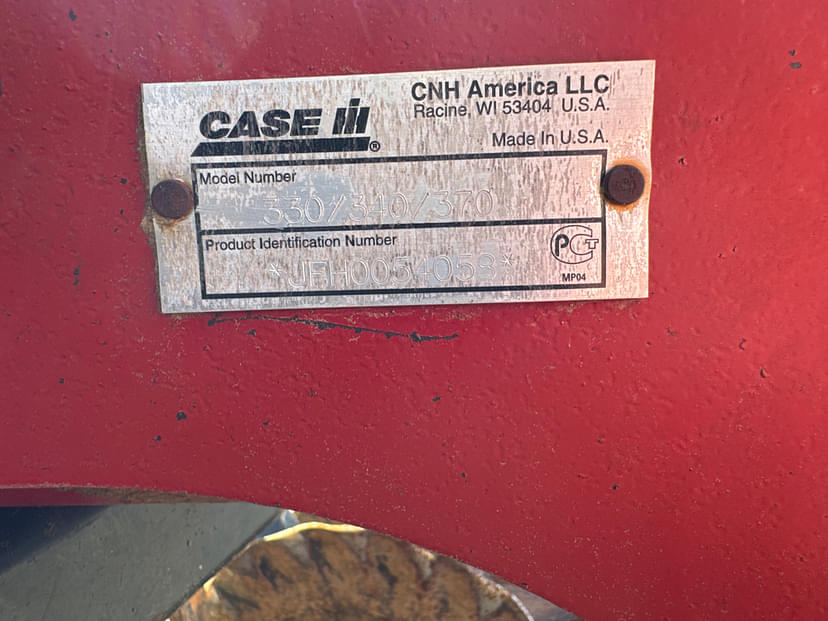 CASE IH®
CNH America LLC
Racine, WI 53404 U.S.A.
Made In U.S.A.
Model Number
330/340/370
Product Identification Number
*JFH0054058*
PCT
MP04